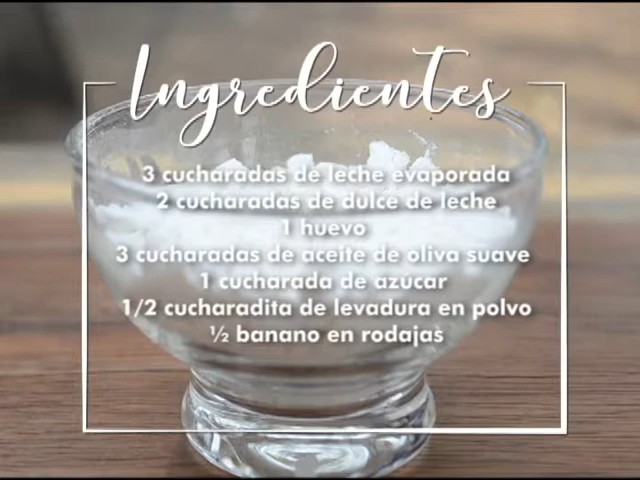 Ingredientes
3 cucharadas de leche evaporada
2 cucharadas de dulce de leche
1 huevo
3 cucharadas de aceite de oliva suave
1 cucharada de azúcar
1/2 cucharadita de levadura en polvo
½ banano en rodajas